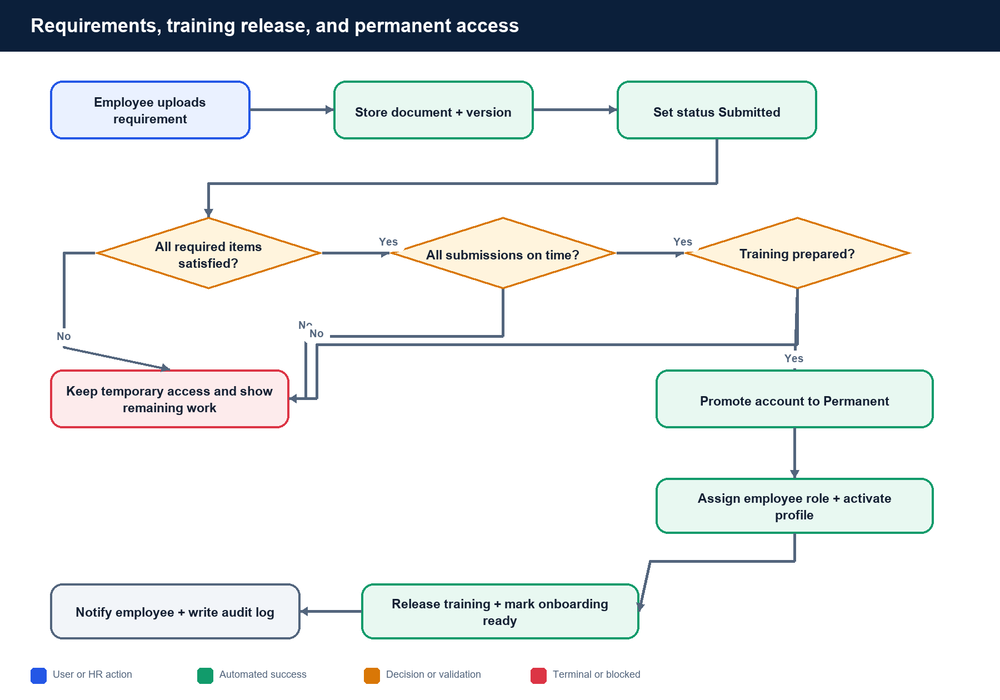 Requirements, training release, and permanent access
Employee uploads
requirement
Store document + version
Set status Submitted
All required items
satisfied?
Yes
All submissions on time?
Yes
Training prepared?
No
No
No
Yes
Keep temporary access and show
remaining work
Promote account to Permanent
Assign employee role + activate
profile
Notify employee + write audit log
Release training + mark onboarding
ready
User or HR action
Automated success
Decision or validation
Terminal or blocked